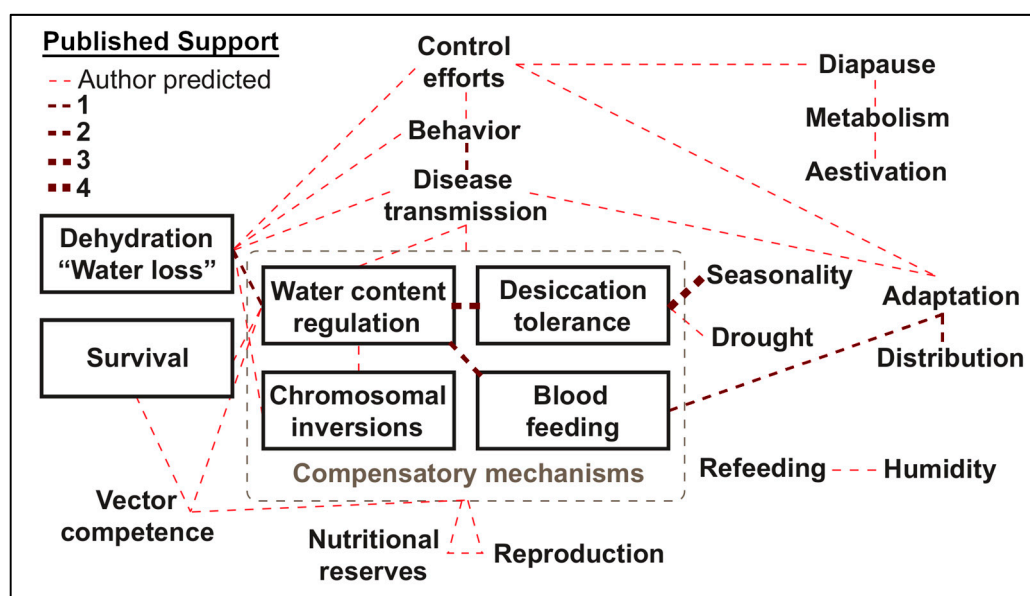 Published Support
Author predicted
1
2
3
4
Control
efforts
Behavior
Disease
transmission
Diapause
Metabolism
Aestivation
Dehydration
“Water loss”
Survival
Water content
regulation
Desiccation
tolerance
Chromosomal
inversions
Blood
feeding
Compensatory mechanisms
Seasonality
Drought
Adaptation
Distribution
Refeeding
Humidity
Vector
competence
Nutritional
reserves
Reproduction